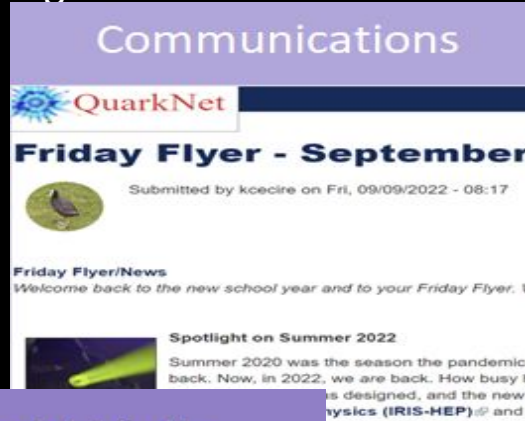 Communications
QuarkNet
Friday Flyer - September
Submitted by kcecire on Fri, 09/09/2022 - 08:17
Friday Flyer/News
Welcome back to the new school year and to your Friday Flyer.
Spotlight on Summer 2022
Summer 2020 was the season the pandemic
back. Now, in 2022, we are back. How busy
designed, and the new
(IRIS-HEP) and